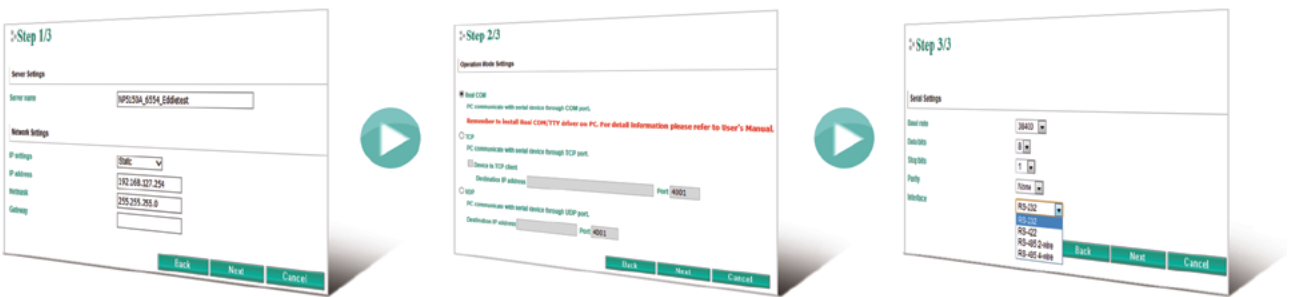 Step 1/3
Server Settings
Server name
NP5150A_6554_Eddietest
Network Settings
IP settings
Static
IP address
192.168.127.254
Netmask
255.255.255.0
Gateway
Back Next Cancel
Step 2/3
Operation Mode Settings
Real COM
PC communicate with serial device through COM port.
Remember to install Real COM/TTY driver on PC. For detail information please refer to User's Manual.
TCP
PC communicate with serial device through TCP port.
Device is TCP client
Destination IP address Port 4001
UDP
PC communicate with serial device through UDP port.
Destination IP address Port 4001
Back Next Cancel
Step 3/3
Serial Settings
Baud rate
38400
Data bits
8
Stop bits
1
Parity
None
Interface
RS-232
RS-232
RS-422
RS-485 2-wire
RS-485 4-wire
Back Next Cancel